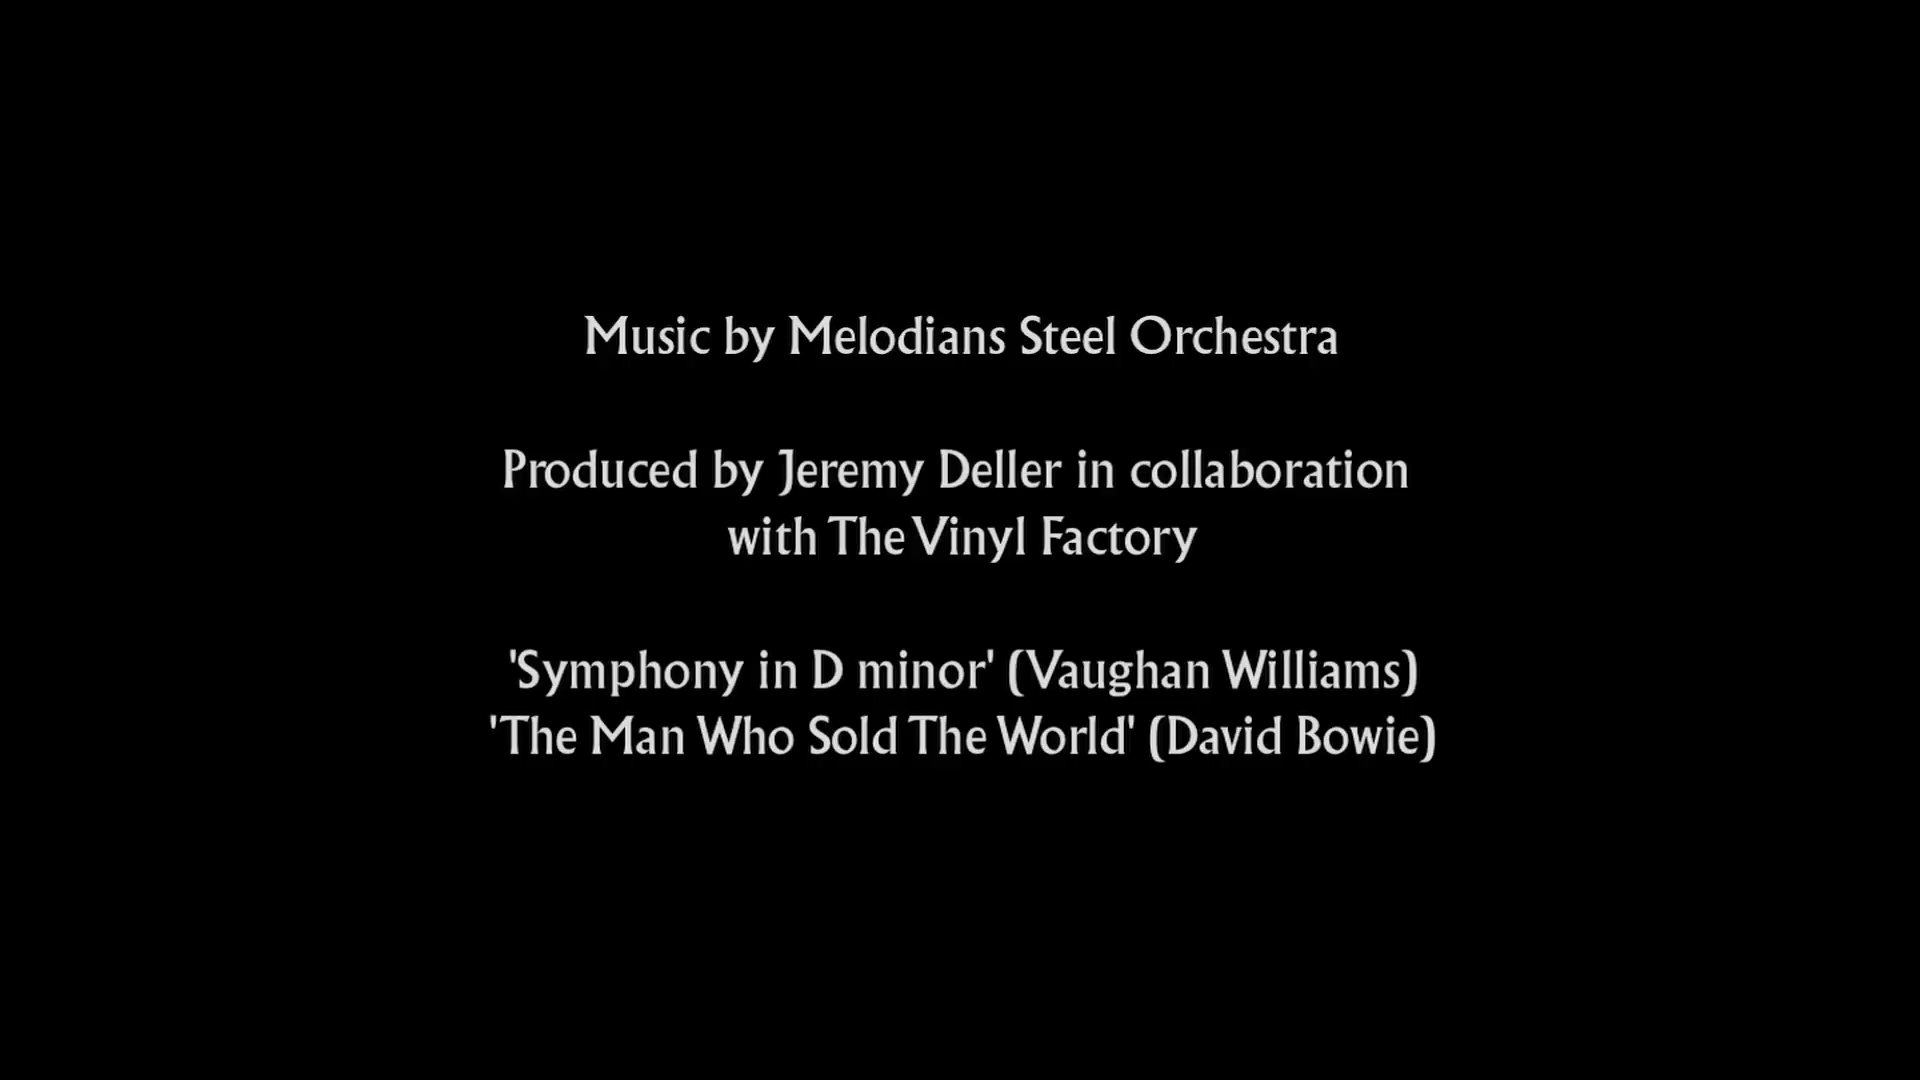 Music by Melodians Steel Orchestra
Produced by Jeremy Deller in collaboration
with The Vinyl Factory
'Symphony in D minor' (Vaughan Williams)
'The Man Who Sold The World' (David Bowie)